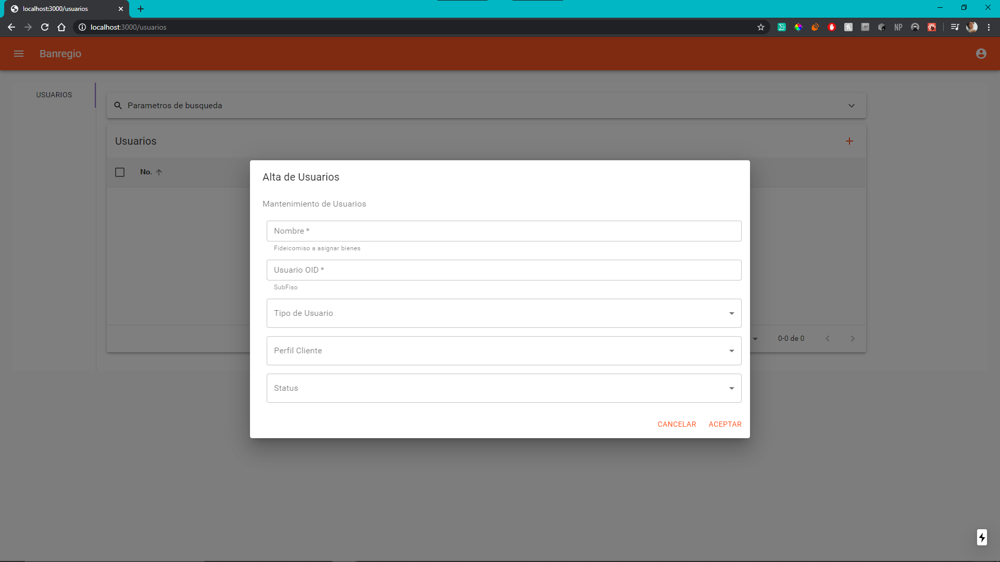 localhost:3000/usuarios
localhost:3000/usuarios
NP
Banregio
USUARIOS
Parametros de busqueda
Usuarios
No.
Alta de Usuarios
Mantenimiento de Usuarios
Nombre *
Fideicomiso a asignar bienes
Usuario OID *
SubFiso
Tipo de Usuario
Perfil Cliente
Status
0-0 de 0
CANCELAR ACEPTAR